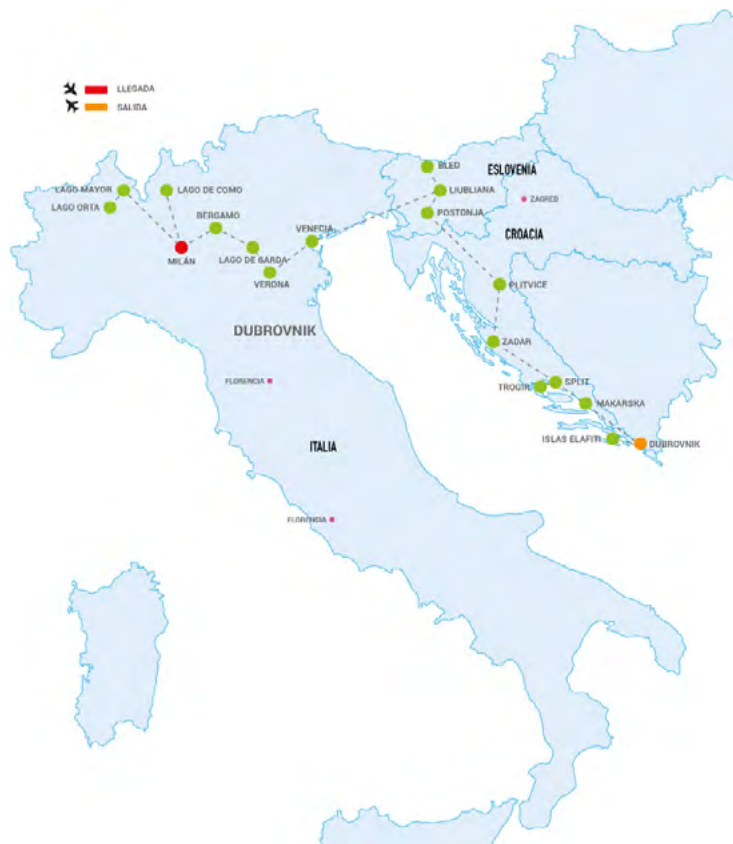 LLEGADA
SALIDA
BLED
ESLOVENIA
LAGO MAYOR
LAGO DE COMO
LIUBLIANA
ZAGREB
LAGO ORTA
BERGAMO
POSTONJA
VENECIA
CROACIA
MILÁN
LAGO DE GARDA
VERONA
PLITVICE
DUBROVNIK
ZADAR
FLORENCIA
SPLIT
TROGIR
MAKARSKA
ITALIA
ISLAS ELAFITI
DUBROVNIK
FLORENCIA